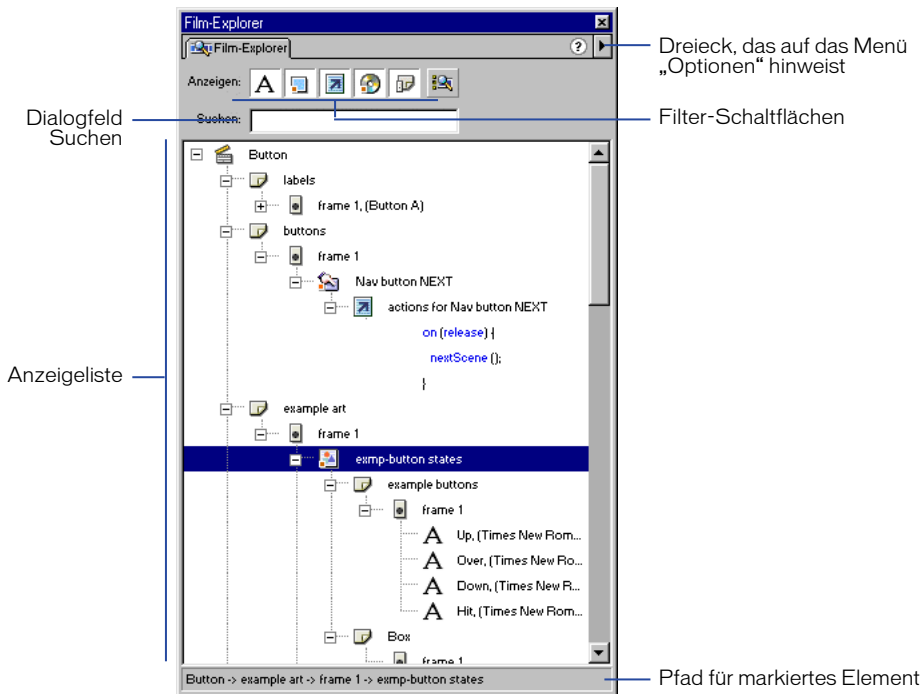 Film-Explorer
Film-Explorer
?
Dreieck, das auf das Menü
„Optionen“ hinweist
Anzeigen: A
Filter-Schaltflächen
Dialogfeld
Suchen
Suchen:
Button
labels
frame 1, (Button A)
buttons
frame 1
Nav button NEXT
actions for Nav button NEXT
on (release) {
nextScene ();
}
Anzeigeliste
example art
frame 1
exmp-button states
example buttons
frame 1
A Up, (Times New Rom...
A Over, (Times New Ro...
A Down, (Times New R...
A Hit, (Times New Rom...
Box
frame 1
Button -> example art -> frame 1 -> exmp-button states
Pfad für markiertes Element